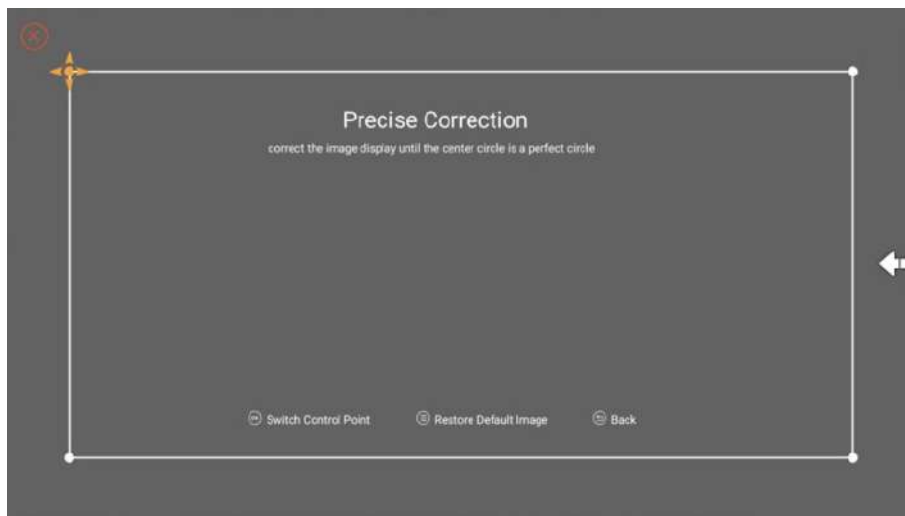 Precise Correction
correct the image display until the center circle is a perfect circle
Switch Control Point Restore Default Image Back